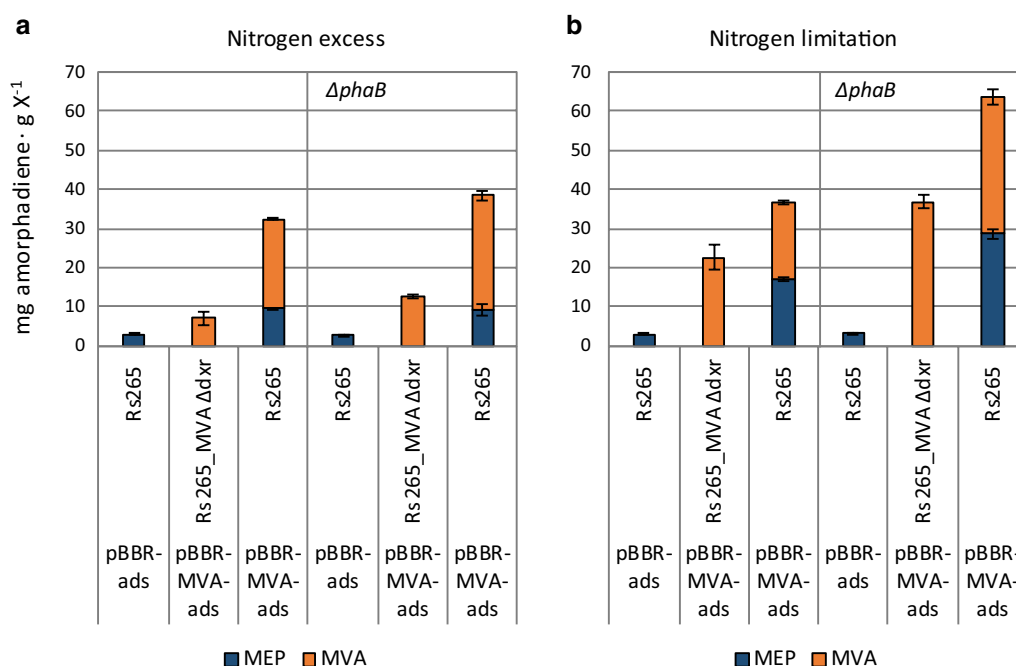 a
Nitrogen excess
mg amorphadiene · g X-1
70
60
50
40
30
20
10
0
ΔphaB
Rs265
Rs265_MVA Δdxr
Rs265
Rs265
Rs265_MVA Δdxr
Rs265
pBBR-
ads
pBBR-
MVA-
ads
pBBR-
MVA-
ads
pBBR-
ads
pBBR-
MVA-
ads
pBBR-
MVA-
ads
MEP MVA
b
Nitrogen limitation
70
60
50
40
30
20
10
0
ΔphaB
Rs265
Rs265_MVA Δdxr
Rs265
Rs265
Rs265_MVA Δdxr
Rs265
pBBR-
ads
pBBR-
MVA-
ads
pBBR-
MVA-
ads
pBBR-
ads
pBBR-
MVA-
ads
pBBR-
MVA-
ads
MEP MVA